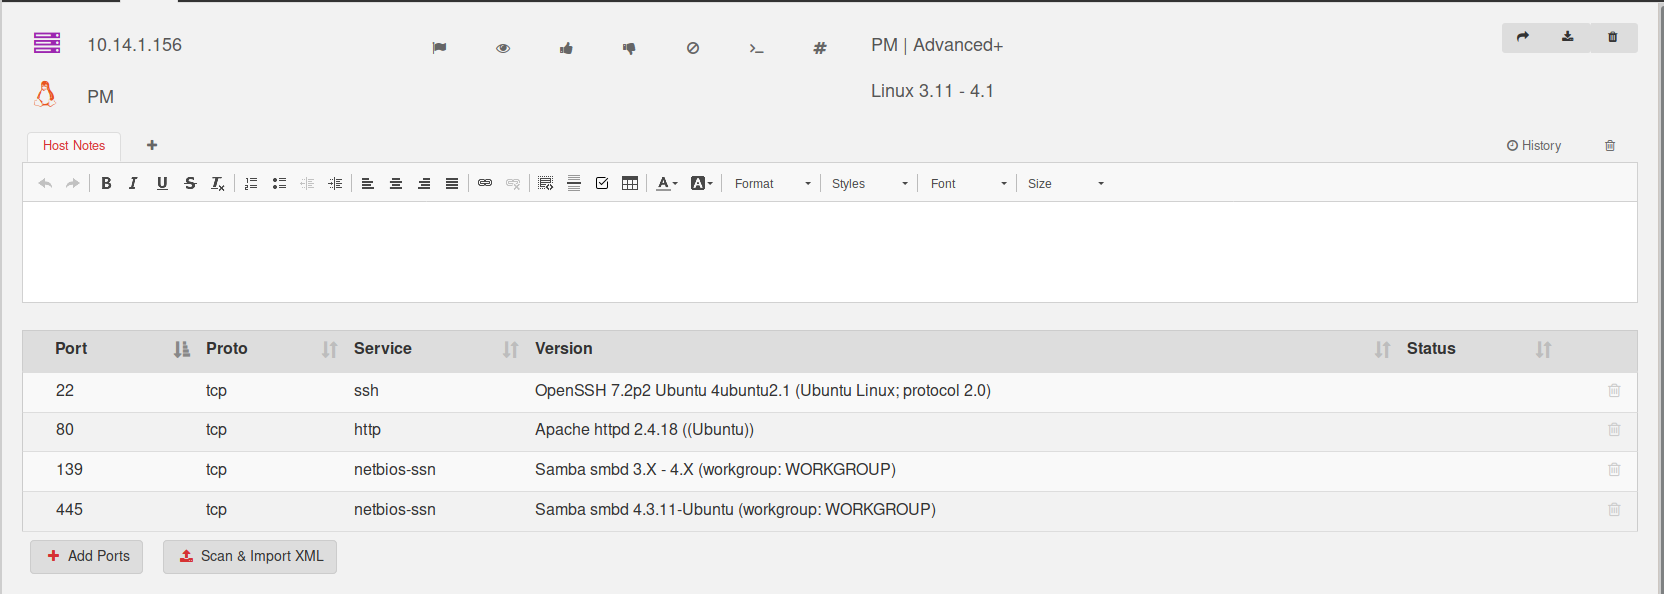 10.14.1.156
PM | Advanced+
PM
Linux 3.11 - 4.1
Host Notes
History
Format Styles Font Size
Port Proto Service Version Status
22 tcp ssh OpenSSH 7.2p2 Ubuntu 4ubuntu2.1 (Ubuntu Linux; protocol 2.0)
80 tcp http Apache httpd 2.4.18 ((Ubuntu))
139 tcp netbios-ssn Samba smbd 3.X - 4.X (workgroup: WORKGROUP)
445 tcp netbios-ssn Samba smbd 4.3.11-Ubuntu (workgroup: WORKGROUP)
Add Ports Scan & Import XML